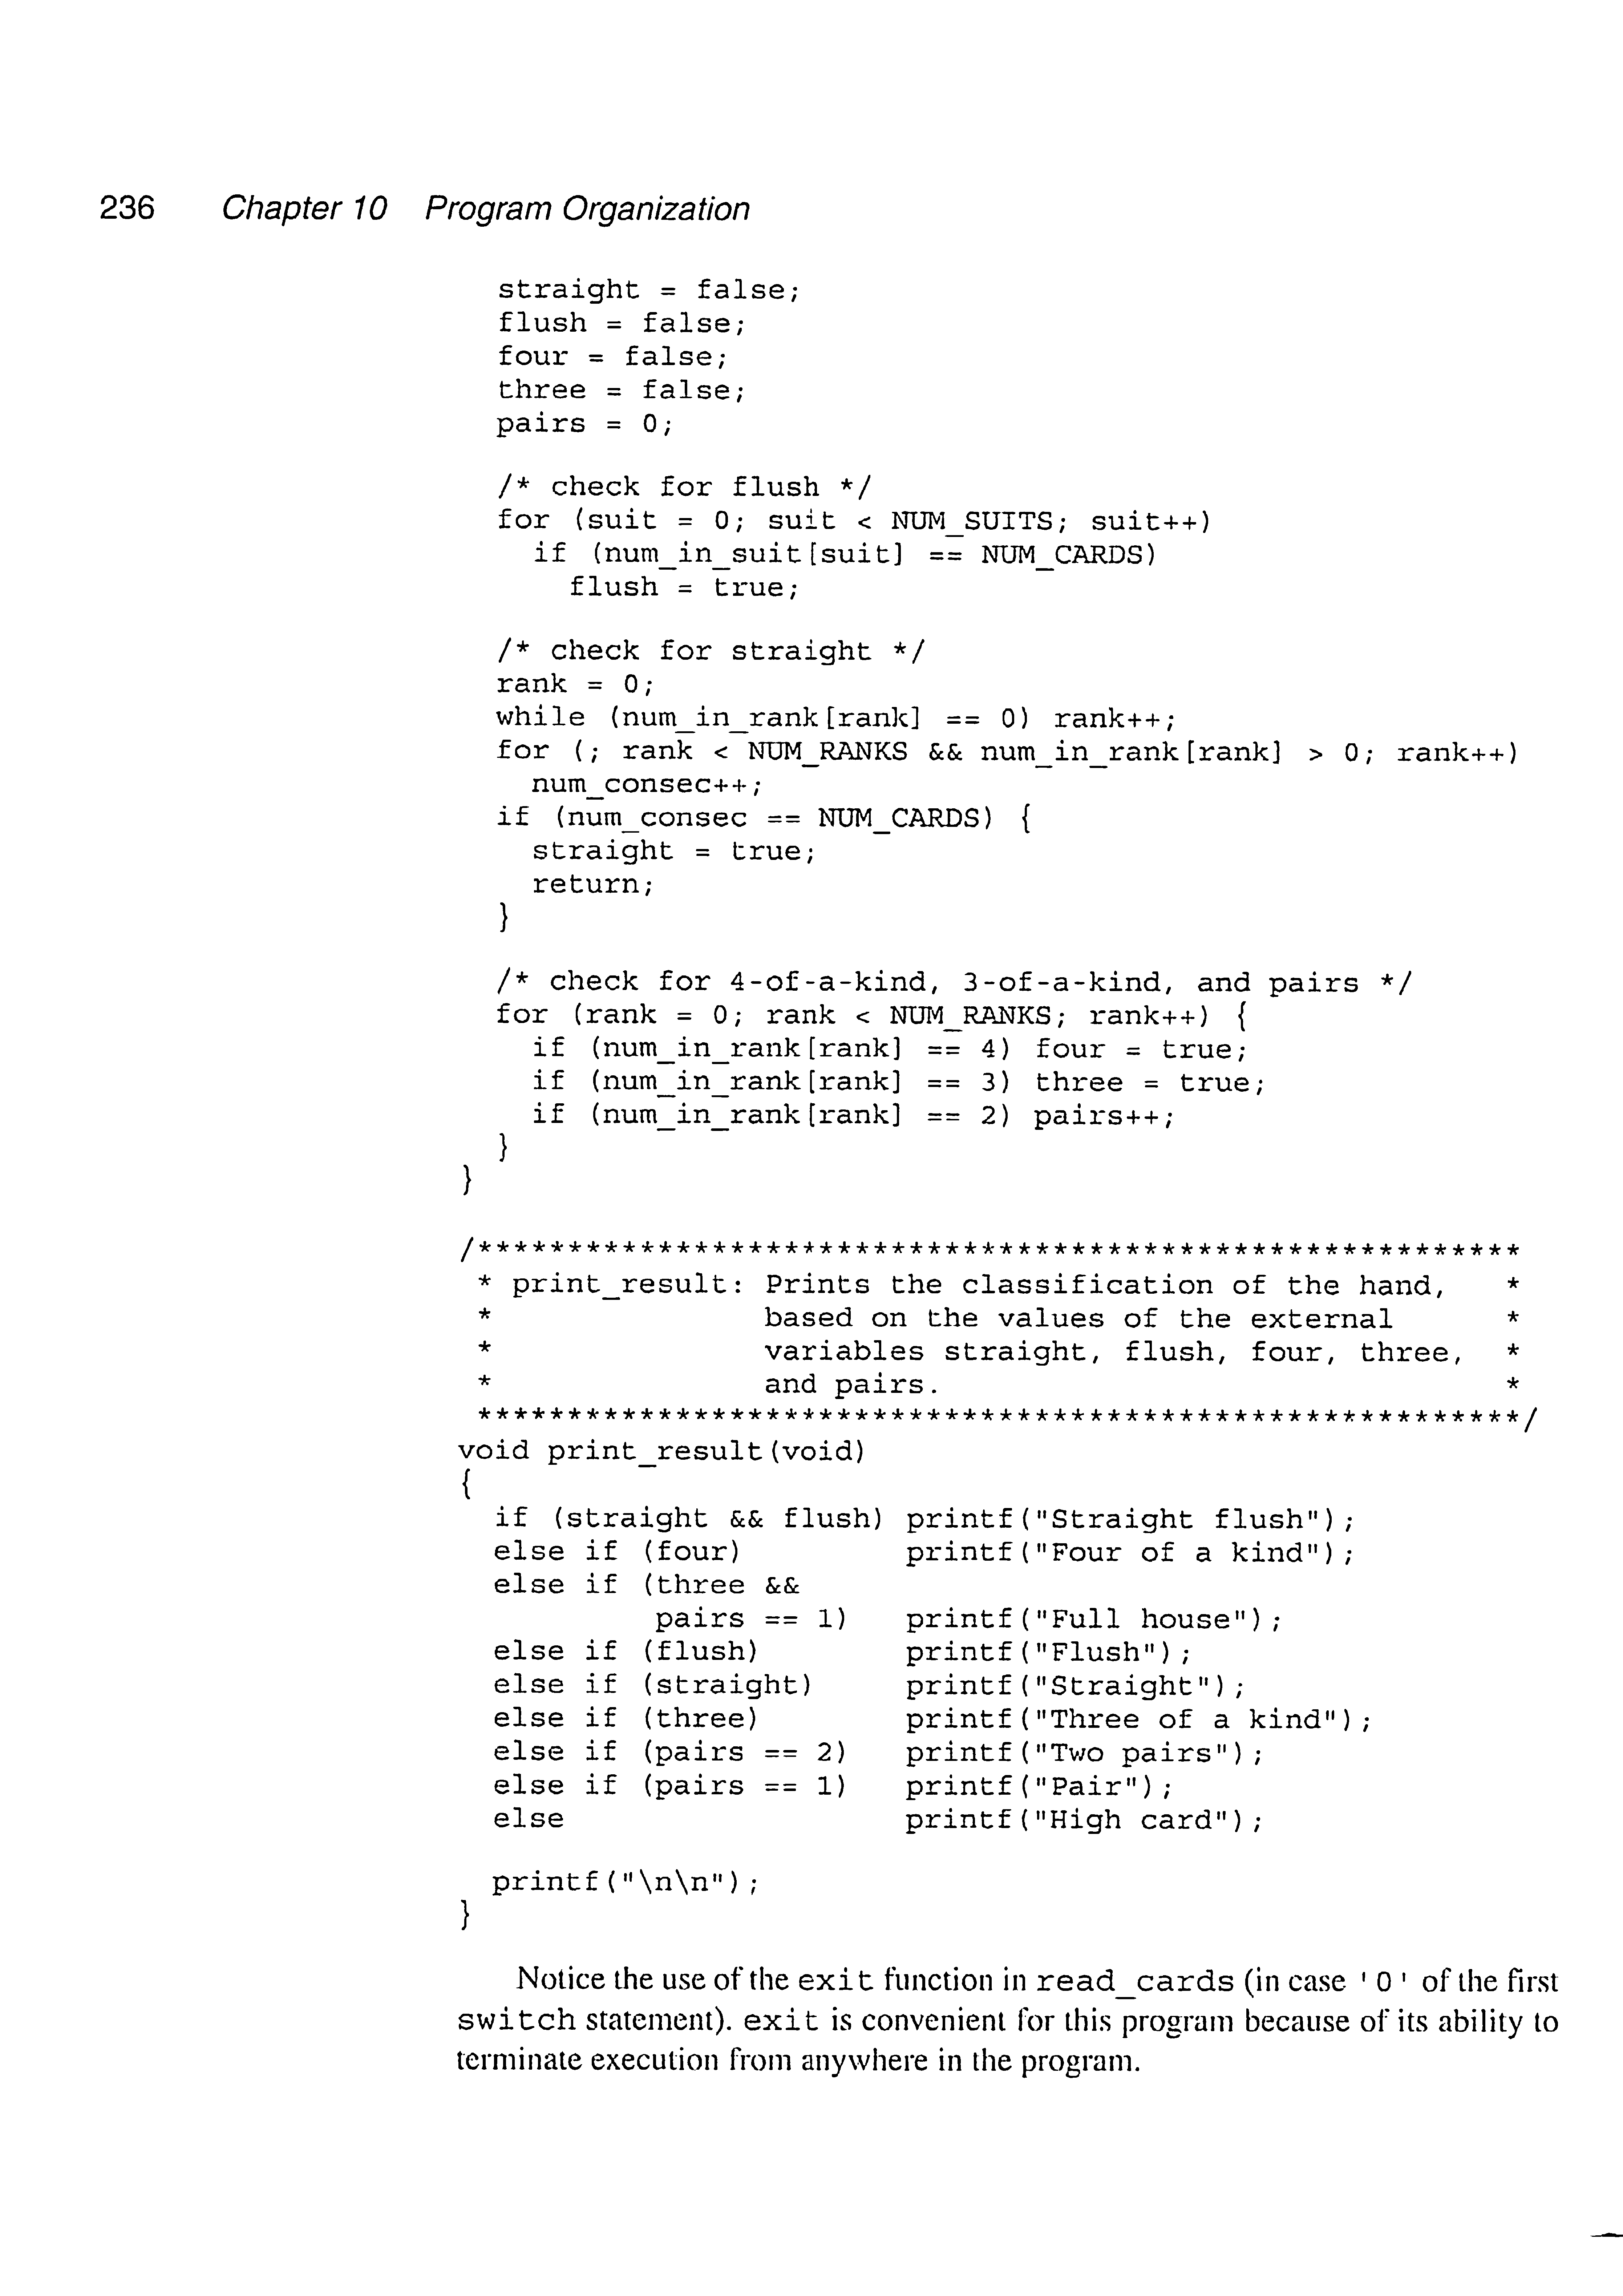 236 Chapter 10 Program Organization
straight = false;
flush = false;
four = false;
three = false;
pairs = 0;
/* check for flush */
for (suit = 0; suit < NUM_SUITS; suit++)
if (num_in_suit[suit] == NUM_CARDS)
flush = true;
/* check for straight */
rank = 0;
while (num_in_rank[rank] == 0) rank++;
for (; rank < NUM_RANKS && num_in_rank[rank] > 0; rank++)
num_consec++;
if (num_consec == NUM_CARDS) {
straight = true;
return;
}
/* check for 4-of-a-kind, 3-of-a-kind, and pairs */
for (rank = 0; rank < NUM_RANKS; rank++) {
if (num_in_rank[rank] == 4) four = true;
if (num_in_rank[rank] == 3) three = true;
if (num_in_rank[rank] == 2) pairs++;
}
}
/**********************************************************
* print_result: Prints the classification of the hand, *
* based on the values of the external *
* variables straight, flush, four, three, *
* and pairs. *
**********************************************************/
void print_result(void)
{
if (straight && flush) printf("Straight flush");
else if (four) printf("Four of a kind");
else if (three &&
pairs == 1) printf("Full house");
else if (flush) printf("Flush");
else if (straight) printf("Straight");
else if (three) printf("Three of a kind");
else if (pairs == 2) printf("Two pairs");
else if (pairs == 1) printf("Pair");
else printf("High card");
printf("\n\n");
}
Notice the use of the exit function in read_cards (in case '0' of the first
switch statement). exit is convenient for this program because of its ability to
terminate execution from anywhere in the program.